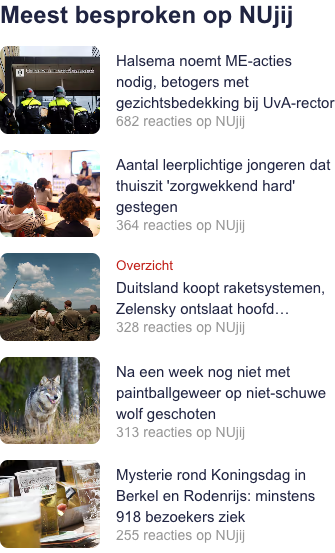 Meest besproken op NUjij
Halsema noemt ME-acties
nodig, betogers met
gezichtsbedekking bij UvA-rector
682 reacties op NUjij
Aantal leerplichtige jongeren dat
thuiszit 'zorgwekkend hard'
gestegen
364 reacties op NUjij
Overzicht
Duitsland koopt raketsystemen,
Zelensky ontslaat hoofd…
328 reacties op NUjij
Na een week nog niet met
paintballgeweer op niet-schuwe
wolf geschoten
313 reacties op NUjij
Mysterie rond Koningsdag in
Berkel en Rodenrijs: minstens
918 bezoekers ziek
255 reacties op NUjij